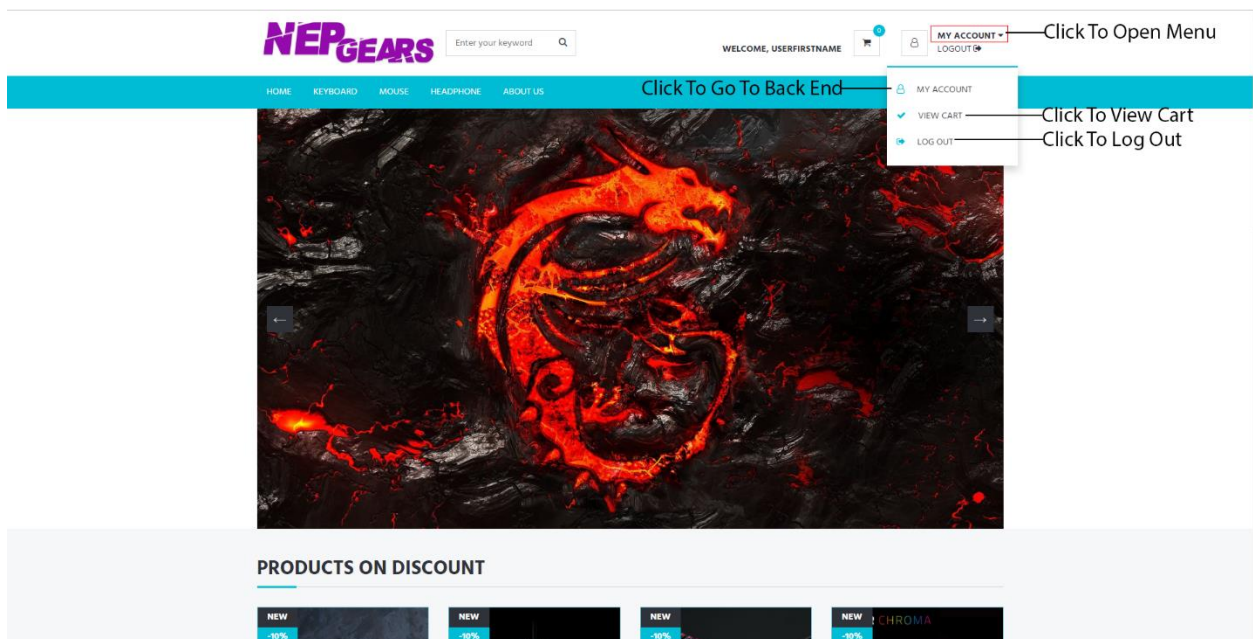 NEPGEARS
Enter your keyword
WELCOME, USERFIRSTNAME
0
MY ACCOUNT
LOGOUT
Click To Open Menu
HOME KEYBOARD MOUSE HEADPHONE ABOUT US
Click To Go To Back End
MY ACCOUNT
VIEW CART
Click To View Cart
LOG OUT
Click To Log Out
←
→
PRODUCTS ON DISCOUNT
NEW
-10%
NEW
-10%
NEW
-10%
NEW
-10%
CHROMA